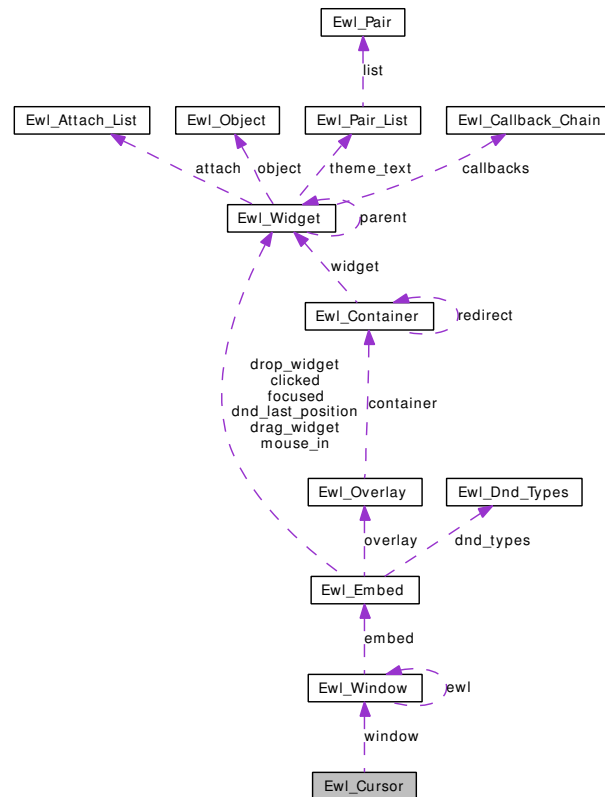 Ewl_Pair
list
Ewl_Attach_List
Ewl_Object
Ewl_Pair_List
Ewl_Callback_Chain
attach
object
theme_text
callbacks
Ewl_Widget
parent
widget
Ewl_Container
redirect
drop_widget
clicked
focused
dnd_last_position
drag_widget
mouse_in
container
Ewl_Overlay
Ewl_Dnd_Types
overlay
dnd_types
Ewl_Embed
embed
Ewl_Window
ewl
window
Ewl_Cursor